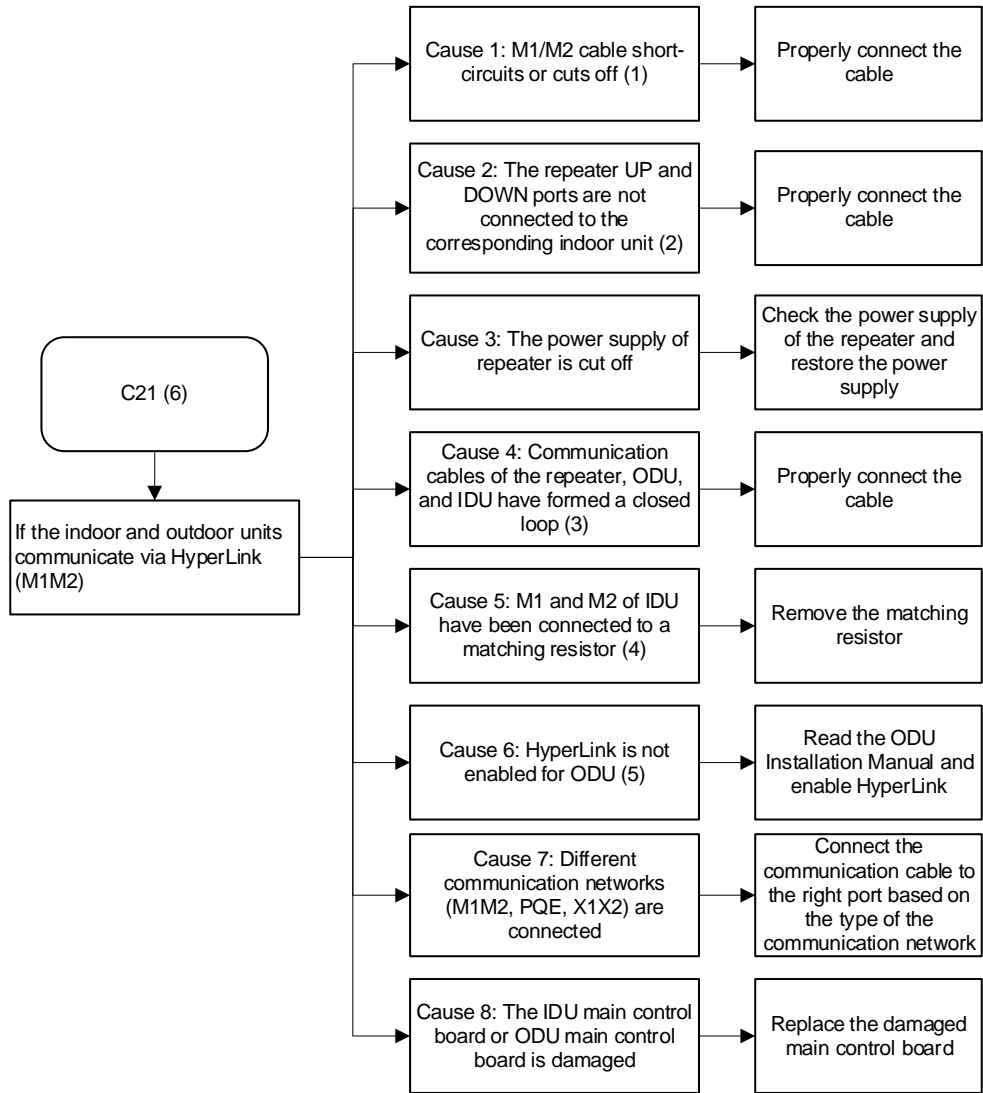 C21 (6)
If the indoor and outdoor units
communicate via HyperLink
(M1M2)
Cause 1: M1/M2 cable short-
circuits or cuts off (1)
Properly connect the
cable
Cause 2: The repeater UP and
DOWN ports are not
connected to the
corresponding indoor unit (2)
Properly connect the
cable
Cause 3: The power supply of
repeater is cut off
Check the power supply
of the repeater and
restore the power
supply
Cause 4: Communication
cables of the repeater, ODU,
and IDU have formed a closed
loop (3)
Properly connect the
cable
Cause 5: M1 and M2 of IDU
have been connected to a
matching resistor (4)
Remove the matching
resistor
Cause 6: HyperLink is not
enabled for ODU (5)
Read the ODU
Installation Manual and
enable HyperLink
Cause 7: Different
communication networks
(M1M2, PQE, X1X2) are
connected
Connect the
communication cable to
the right port based on
the type of the
communication network
Cause 8: The IDU main control
board or ODU main control
board is damaged
Replace the damaged
main control board